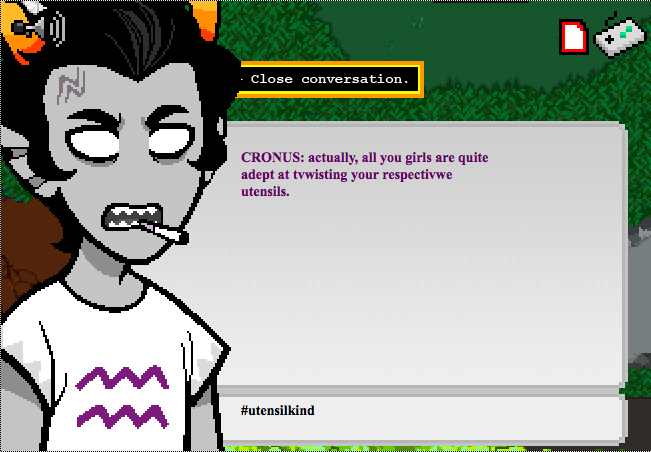 - Close conversation.
CRONUS: actually, all you girls are quite
adept at tvwisting your respectivwe
utensils.
#utensilkind